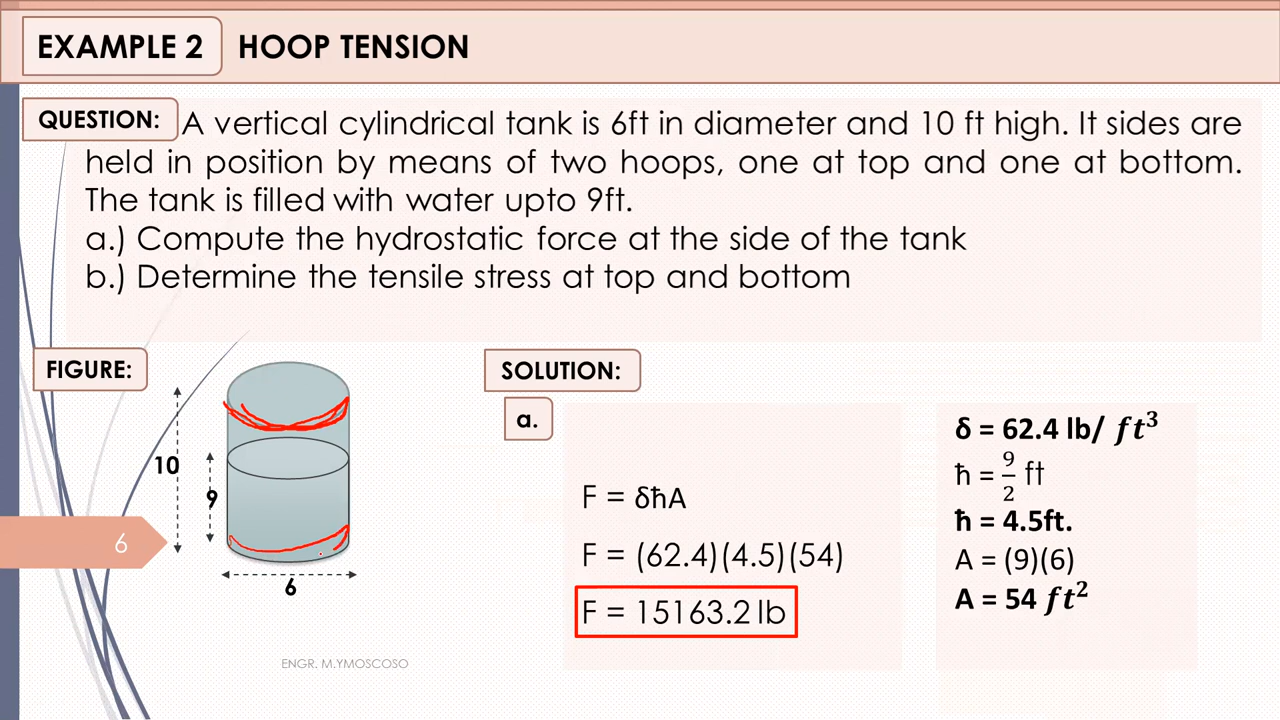 EXAMPLE 2 HOOP TENSION
QUESTION: A vertical cylindrical tank is 6ft in diameter and 10 ft high. It sides are
held in position by means of two hoops, one at top and one at bottom.
The tank is filled with water upto 9ft.
a.) Compute the hydrostatic force at the side of the tank
b.) Determine the tensile stress at top and bottom
FIGURE:
10
9
6
6
SOLUTION:
a.
F = δħA
F = (62.4)(4.5)(54)
F = 15163.2 lb
δ = 62.4 lb/ ft³
ħ = 9/2 ft
ħ = 4.5ft.
A = (9)(6)
A = 54 ft²
ENGR. M.YMOSCOSO